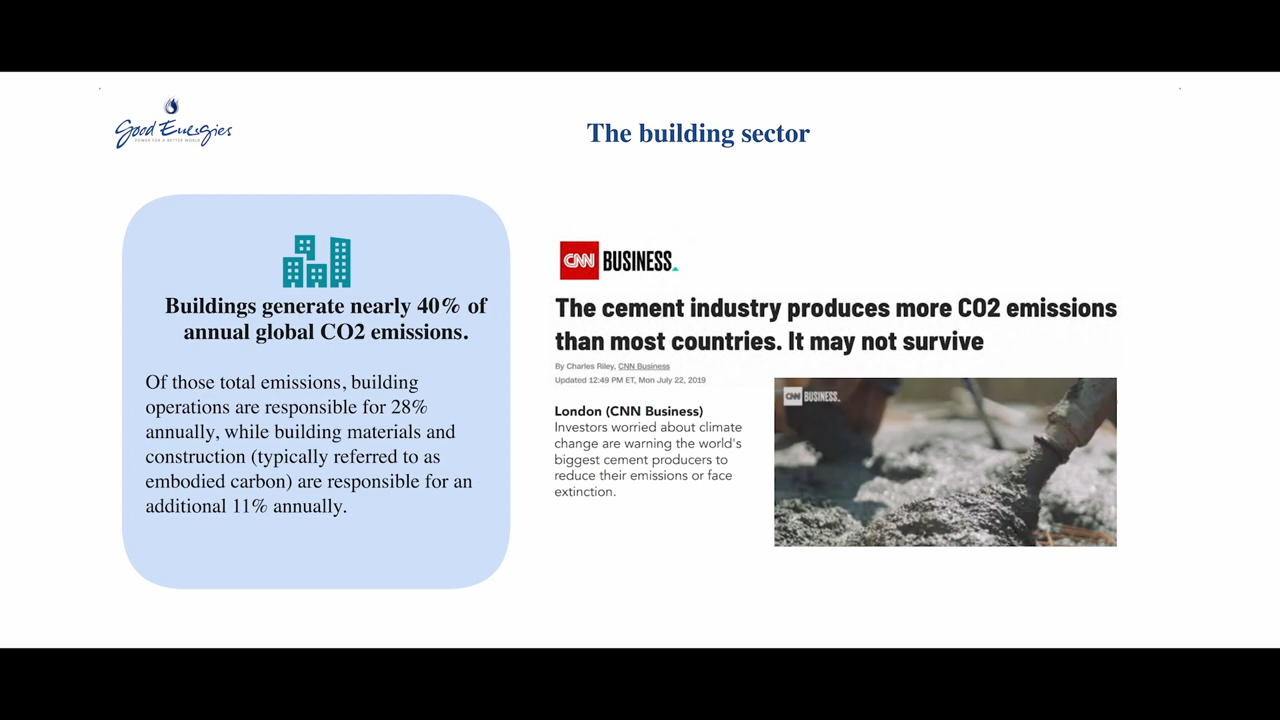 Good Energies
POWER FOR A BETTER WORLD
The building sector
Buildings generate nearly 40% of
annual global CO2 emissions.
Of those total emissions, building
operations are responsible for 28%
annually, while building materials and
construction (typically referred to as
embodied carbon) are responsible for an
additional 11% annually.
CNN BUSINESS
The cement industry produces more CO2 emissions
than most countries. It may not survive
By Charles Riley, CNN Business
Updated 12:49 PM ET, Mon July 22, 2019
London (CNN Business)
Investors worried about climate
change are warning the world's
biggest cement producers to
reduce their emissions or face
extinction.
CNN BUSINESS